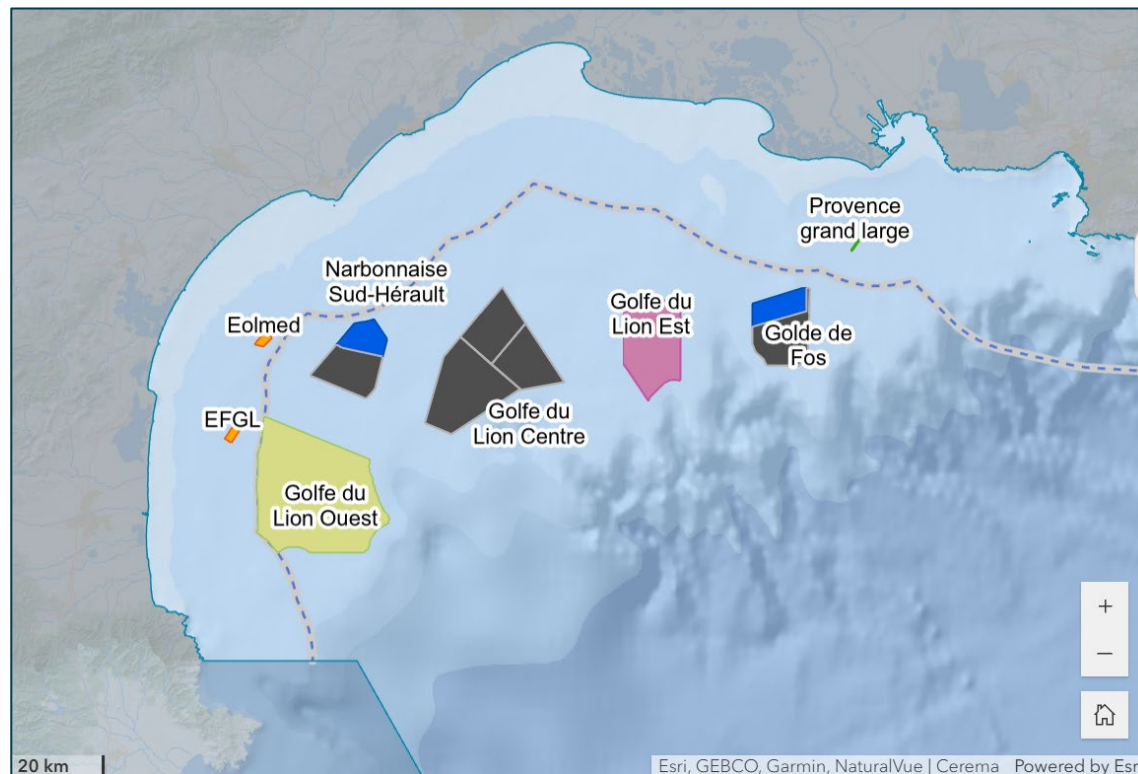 Provence
grand large
Narbonnaise
Sud-Hérault
Eolmed
Golfe du
Lion Est
Golde de
Fos
EFGL
Golfe du
Lion Centre
Golfe du
Lion Ouest
+
−
20 km
Esri, GEBCO, Garmin, NaturalVue | Cerema Powered by Esri